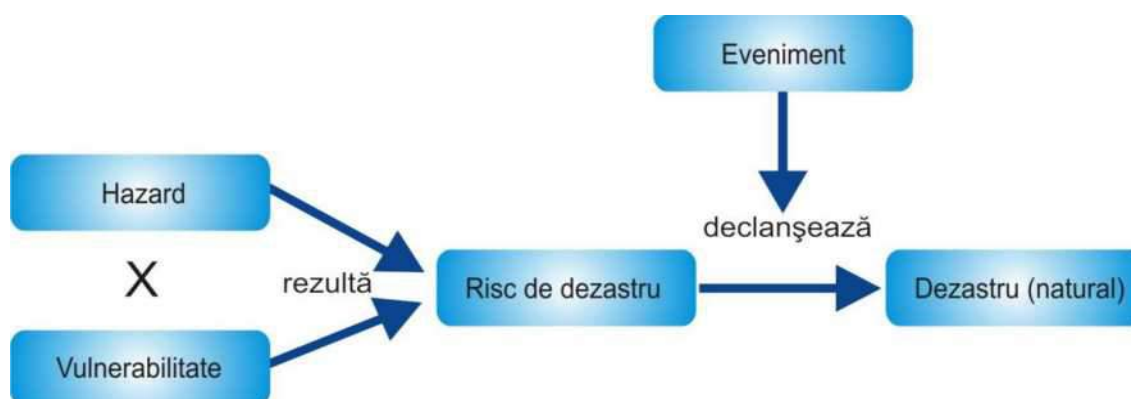 Eveniment
Hazard
declanşează
X
rezultă
Risc de dezastru
Dezastru (natural)
Vulnerabilitate